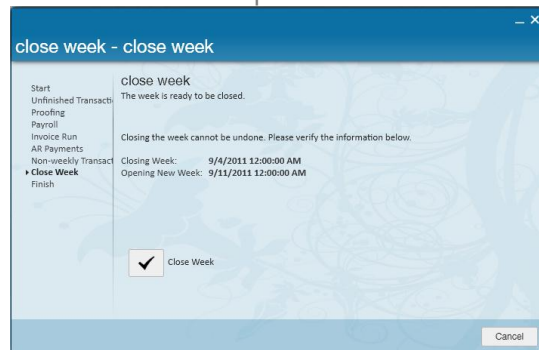 close week - close week
Start
Unfinished Transacti
Proofing
Payroll
Invoice Run
AR Payments
Non-weekly Transact
Close Week
Finish
close week
The week is ready to be closed.
Closing the week cannot be undone. Please verify the information below.
Closing Week: 9/4/2011 12:00:00 AM
Opening New Week: 9/11/2011 12:00:00 AM
Close Week
Cancel